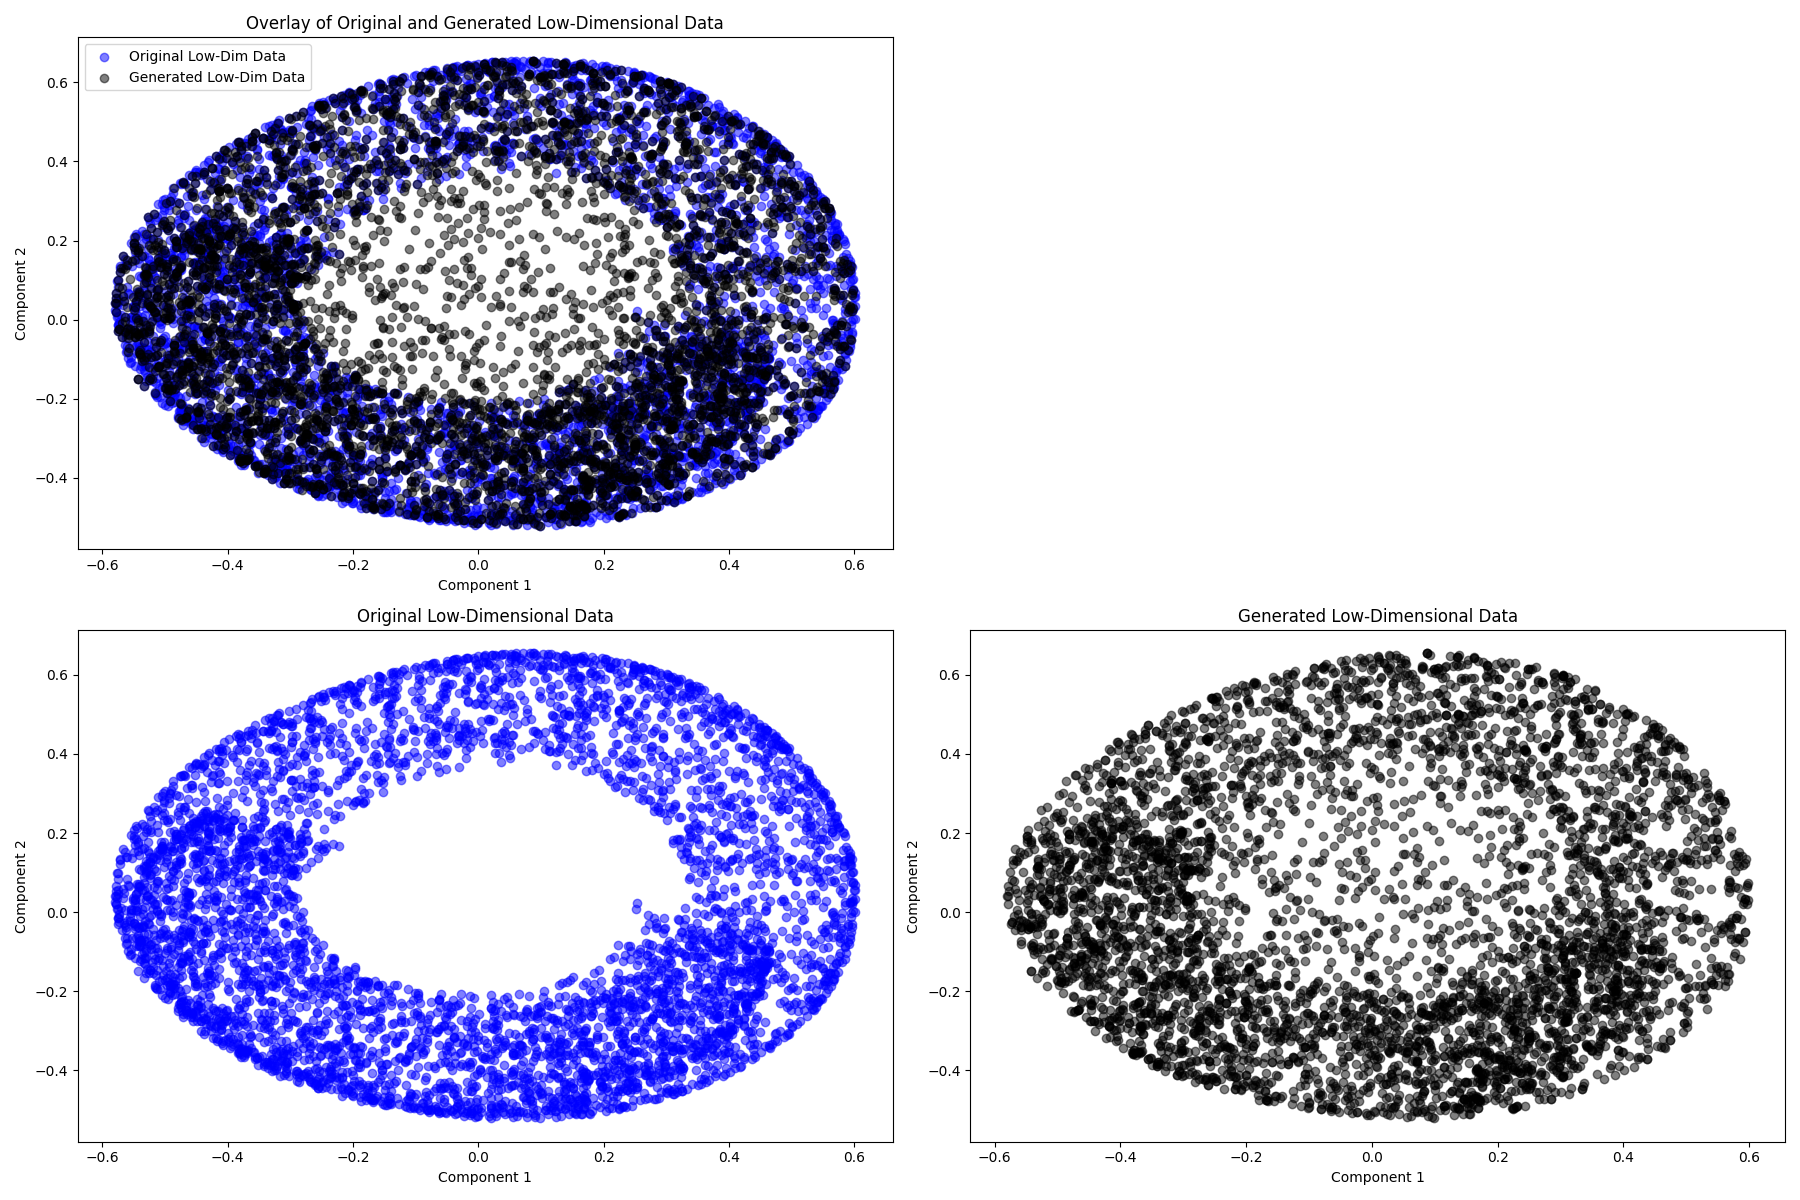 Overlay of Original and Generated Low-Dimensional Data
Original Low-Dim Data
Generated Low-Dim Data
0.6
0.4
0.2
0.0
−0.2
−0.4
Component 2
−0.6 −0.4 −0.2 0.0 0.2 0.4 0.6
Component 1
Original Low-Dimensional Data
0.6
0.4
0.2
0.0
−0.2
−0.4
Component 2
−0.6 −0.4 −0.2 0.0 0.2 0.4 0.6
Component 1
Generated Low-Dimensional Data
0.6
0.4
0.2
0.0
−0.2
−0.4
Component 2
−0.6 −0.4 −0.2 0.0 0.2 0.4 0.6
Component 1